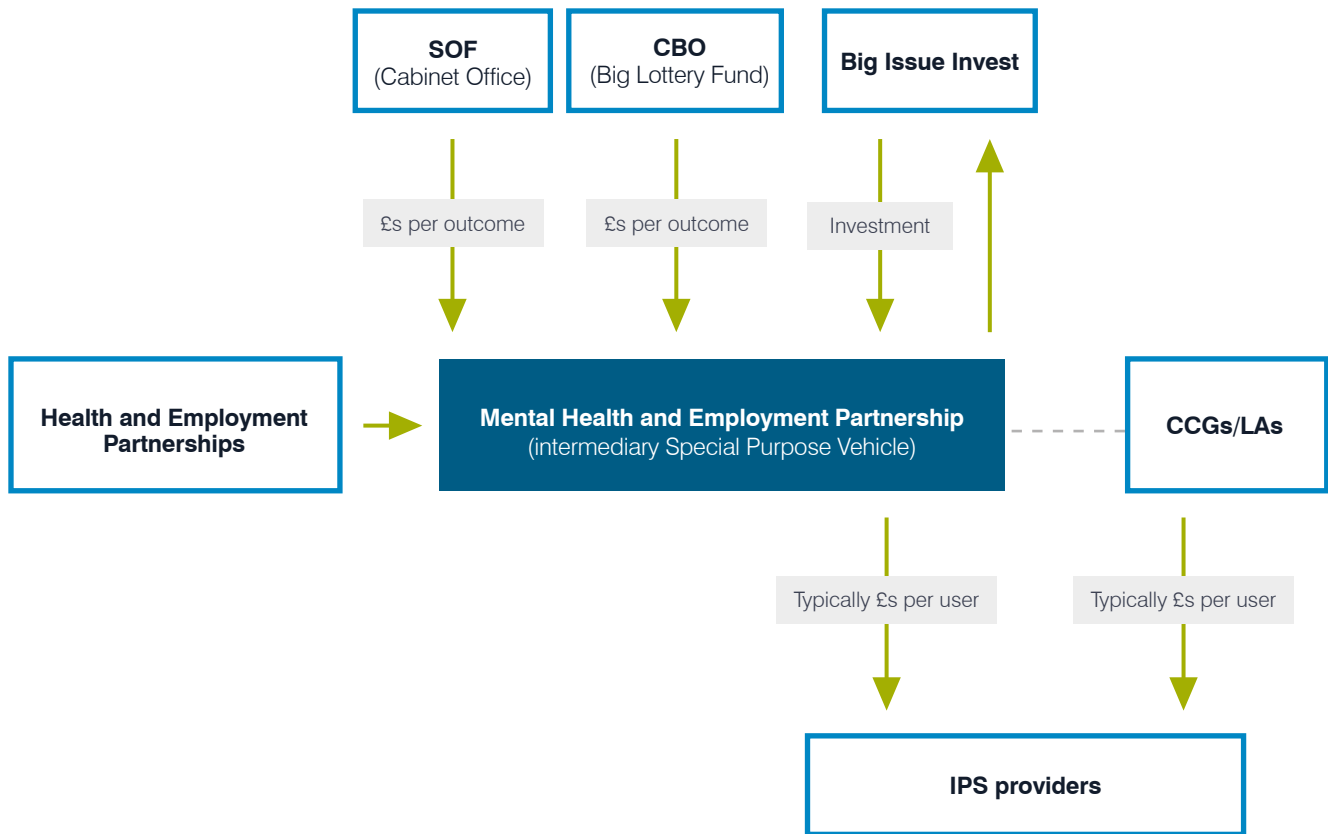 SOF
(Cabinet Office)
CBO
(Big Lottery Fund)
Big Issue Invest
£s per outcome
£s per outcome
Investment
Health and Employment
Partnerships
Mental Health and Employment Partnership
(intermediary Special Purpose Vehicle)
CCGs/LAs
Typically £s per user
Typically £s per user
IPS providers